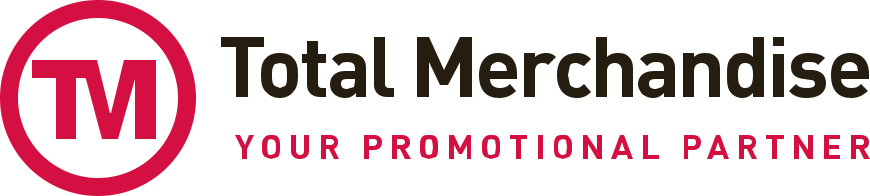 TM
Total Merchandise
YOUR PROMOTIONAL PARTNER